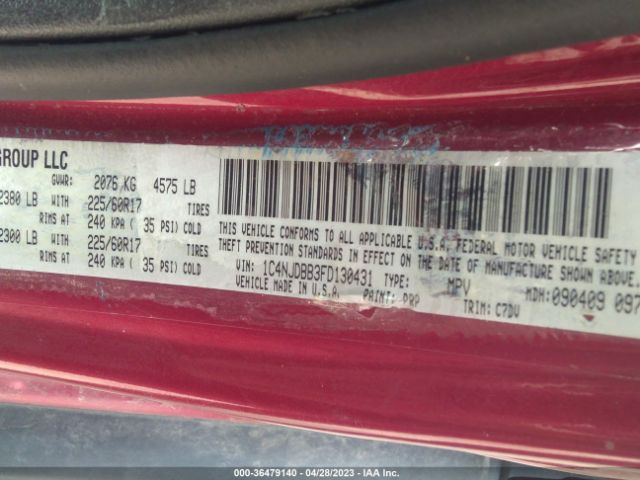 GROUP LLC
GVWR: 2076 KG 4575 LB
2380 LB WITH 225/60R17 TIRES
RIMS AT 240 KPA ( 35 PSI) COLD
2300 LB WITH 225/60R17 TIRES
RIMS AT 240 KPA ( 35 PSI) COLD
THIS VEHICLE CONFORMS TO ALL APPLICABLE U.S.A. FEDERAL MOTOR VEHICLE SAFETY
THEFT PREVENTION STANDARDS IN EFFECT ON THE DATE OF MANUFACTURE SHOWN ABOVE.
VIN: 1C4NJDBB3FD130431 TYPE: MPV MDH:090409 097
VEHICLE MADE IN U.S.A. PAINT: PRP TRIM: C7DV
000-36479140 - 04/28/2023 - IAA Inc.